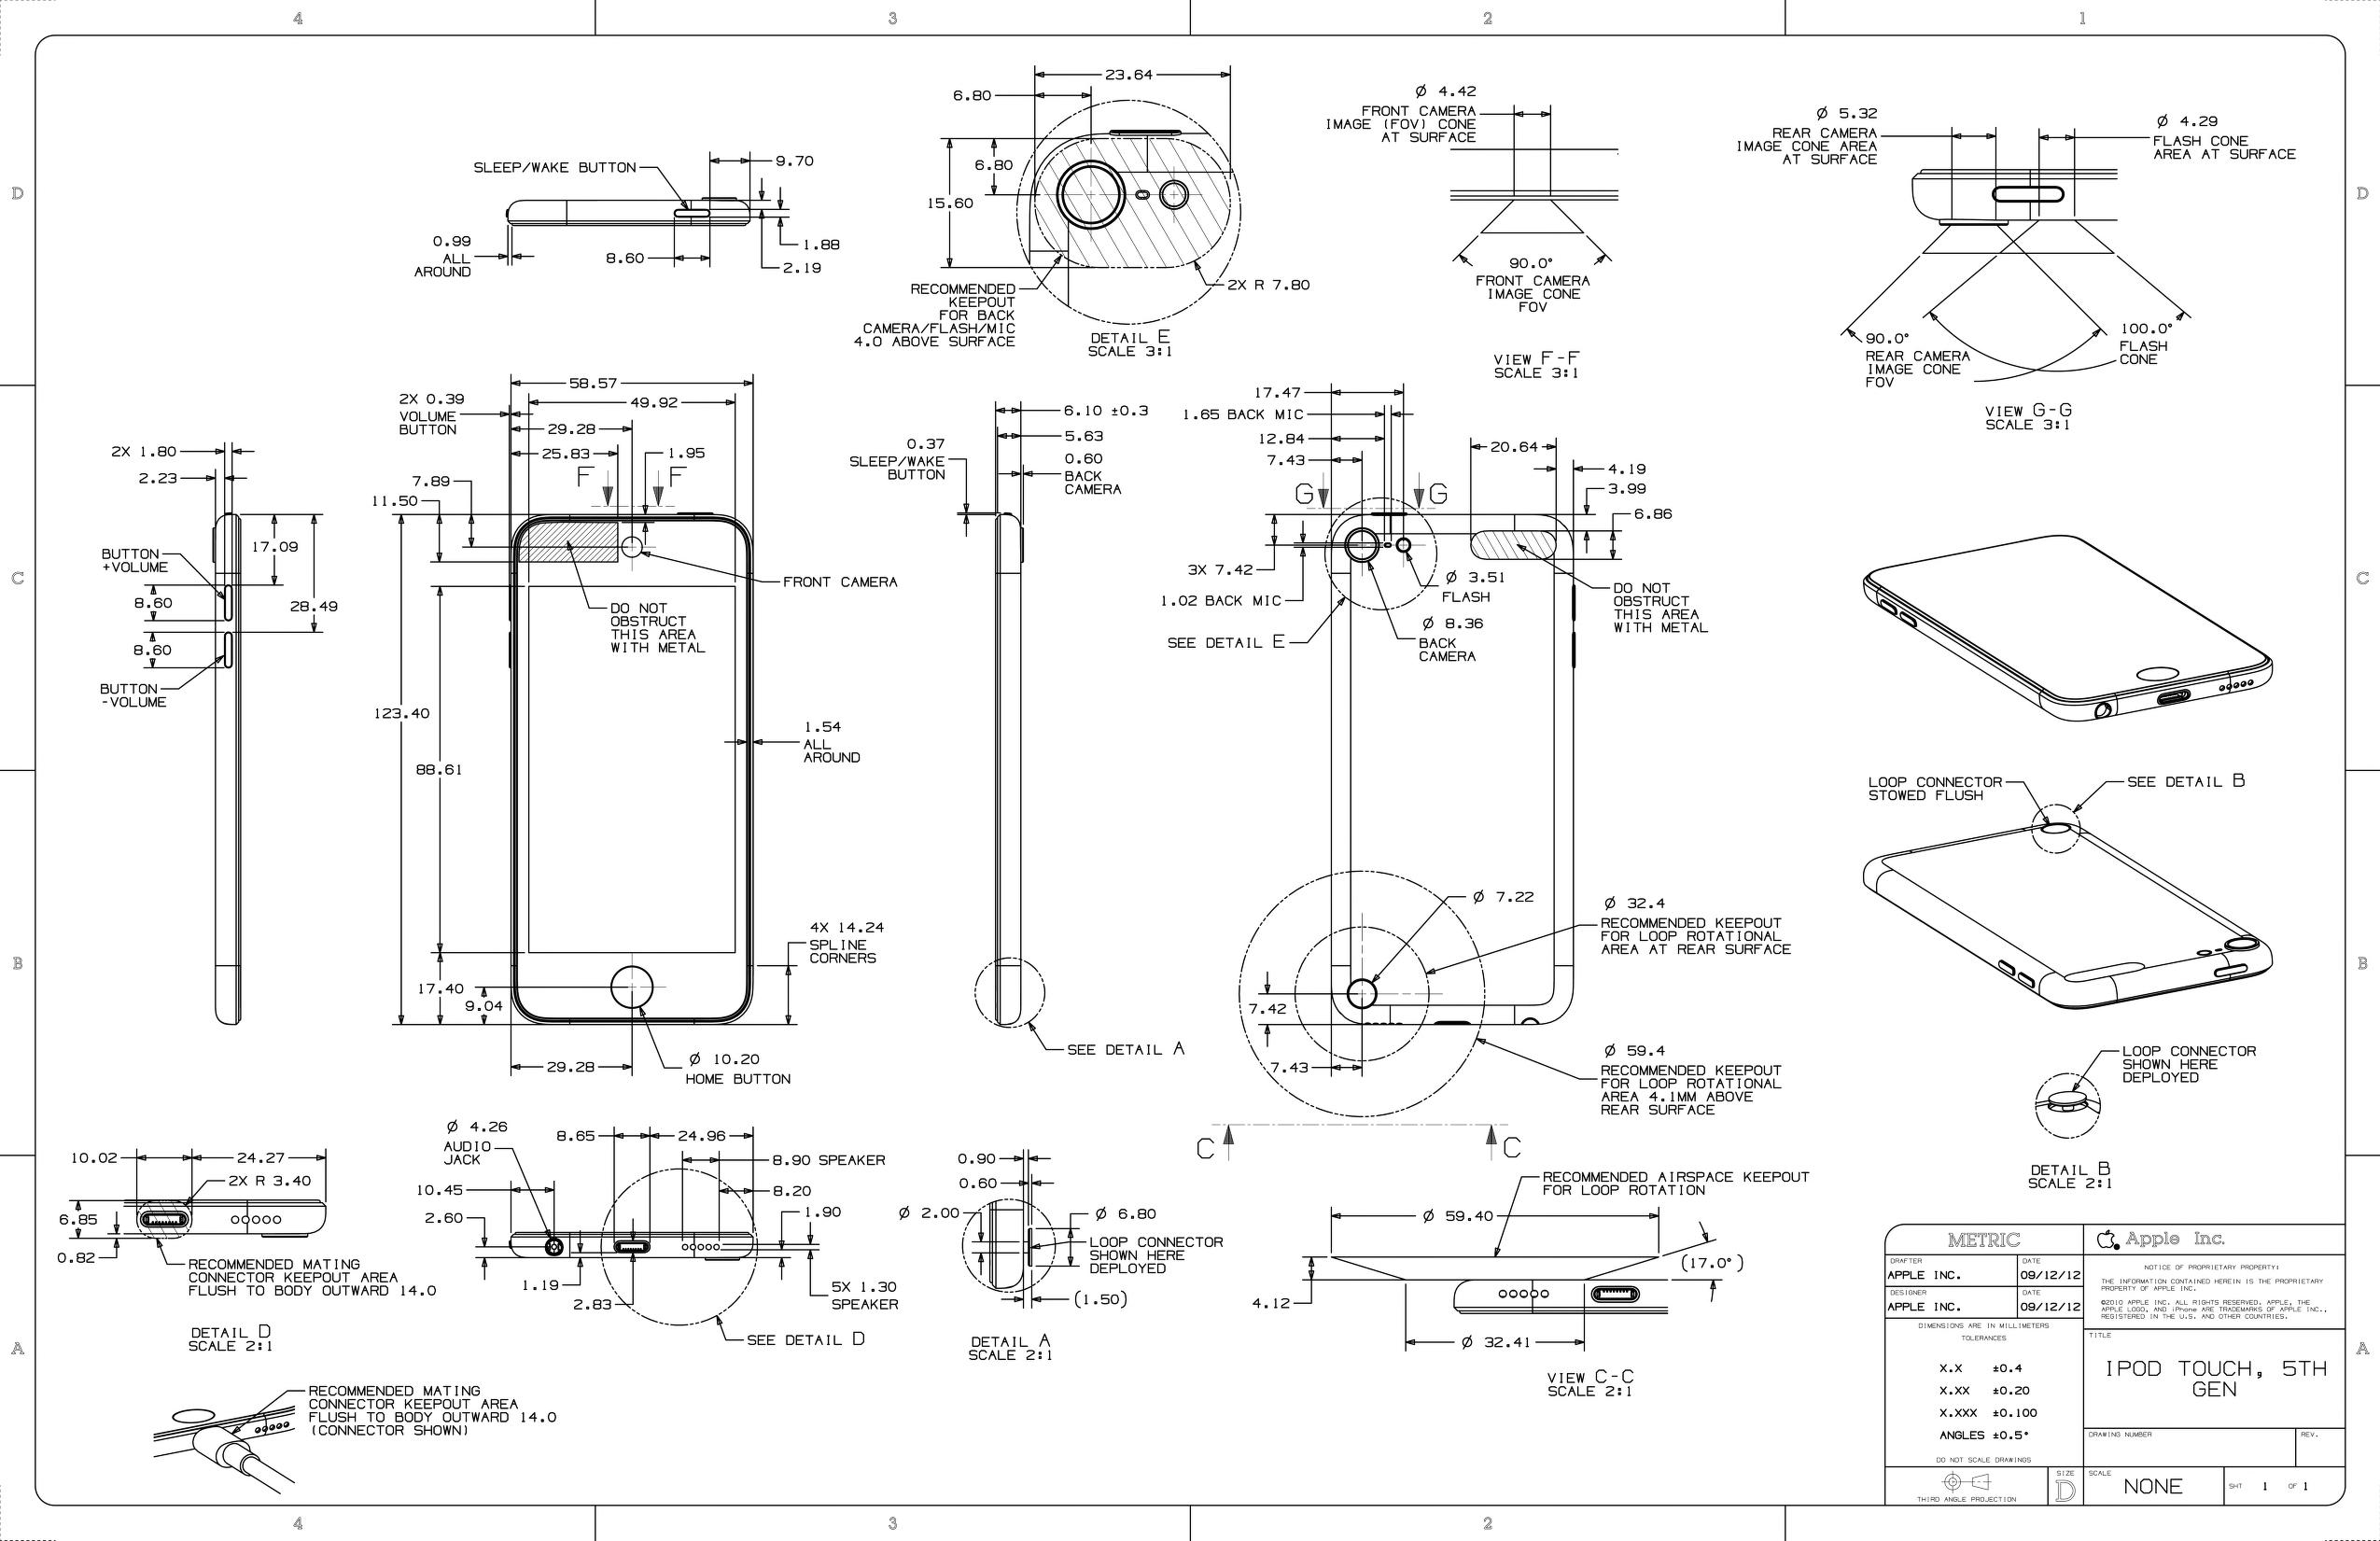 4
3
2
1
D
D
C
C
B
B
A
A
4
3
2
SLEEP/WAKE BUTTON
9.70
0.99
ALL
AROUND
8.60
1.88
2.19
23.64
6.80
6.80
15.60
2X R 7.80
RECOMMENDED
KEEPOUT
FOR BACK
CAMERA/FLASH/MIC
4.0 ABOVE SURFACE
DETAIL E
SCALE 3:1
Ø 4.42
FRONT CAMERA
IMAGE (FOV) CONE
AT SURFACE
90.0°
FRONT CAMERA
IMAGE CONE
FOV
VIEW F-F
SCALE 3:1
Ø 5.32
REAR CAMERA
IMAGE CONE AREA
AT SURFACE
Ø 4.29
FLASH CONE
AREA AT SURFACE
90.0°
REAR CAMERA
IMAGE CONE
FOV
100.0°
FLASH
CONE
VIEW G-G
SCALE 3:1
2X 1.80
2.23
17.09
28.49
BUTTON
+VOLUME
8.60
8.60
BUTTON
-VOLUME
58.57
2X 0.39
VOLUME
BUTTON
49.92
29.28
25.83
1.95
F
F
7.89
11.50
FRONT CAMERA
DO NOT
OBSTRUCT
THIS AREA
WITH METAL
123.40
88.61
1.54
ALL
AROUND
4X 14.24
SPLINE
CORNERS
17.40
9.04
29.28
Ø 10.20
HOME BUTTON
6.10 ±0.3
5.63
0.37
SLEEP/WAKE
BUTTON
0.60
BACK
CAMERA
SEE DETAIL A
17.47
1.65 BACK MIC
12.84
7.43
20.64
4.19
3.99
6.86
G
G
3X 7.42
1.02 BACK MIC
Ø 3.51
FLASH
Ø 8.36
BACK
CAMERA
SEE DETAIL E
DO NOT
OBSTRUCT
THIS AREA
WITH METAL
Ø 7.22
Ø 32.4
RECOMMENDED KEEPOUT
FOR LOOP ROTATIONAL
AREA AT REAR SURFACE
7.42
7.43
Ø 59.4
RECOMMENDED KEEPOUT
FOR LOOP ROTATIONAL
AREA 4.1MM ABOVE
REAR SURFACE
C
C
LOOP CONNECTOR
STOWED FLUSH
SEE DETAIL B
LOOP CONNECTOR
SHOWN HERE
DEPLOYED
DETAIL B
SCALE 2:1
10.02
24.27
2X R 3.40
6.85
0.82
RECOMMENDED MATING
CONNECTOR KEEPOUT AREA
FLUSH TO BODY OUTWARD 14.0
DETAIL D
SCALE 2:1
RECOMMENDED MATING
CONNECTOR KEEPOUT AREA
FLUSH TO BODY OUTWARD 14.0
(CONNECTOR SHOWN)
Ø 4.26
AUDIO
JACK
8.65
24.96
8.90 SPEAKER
10.45
8.20
2.60
1.90
1.19
2.83
5X 1.30
SPEAKER
SEE DETAIL D
0.90
0.60
Ø 2.00
Ø 6.80
LOOP CONNECTOR
SHOWN HERE
DEPLOYED
(1.50)
DETAIL A
SCALE 2:1
RECOMMENDED AIRSPACE KEEPOUT
FOR LOOP ROTATION
Ø 59.40
(17.0°)
4.12
Ø 32.41
VIEW C-C
SCALE 2:1
METRIC
Apple Inc.
DRAFTER
APPLE INC.
DATE
09/12/12
DESIGNER
APPLE INC.
DATE
09/12/12
NOTICE OF PROPRIETARY PROPERTY:
THE INFORMATION CONTAINED HEREIN IS THE PROPRIETARY
PROPERTY OF APPLE INC.
©2010 APPLE INC. ALL RIGHTS RESERVED. APPLE, THE
APPLE LOGO, AND iPhone ARE TRADEMARKS OF APPLE INC.,
REGISTERED IN THE U.S. AND OTHER COUNTRIES.
DIMENSIONS ARE IN MILLIMETERS
TOLERANCES
X.X ±0.4
X.XX ±0.20
X.XXX ±0.100
ANGLES ±0.5°
DO NOT SCALE DRAWINGS
THIRD ANGLE PROJECTION
TITLE
IPOD TOUCH, 5TH
GEN
DRAWING NUMBER
REV.
SIZE
D
SCALE
NONE
SHT 1 OF 1